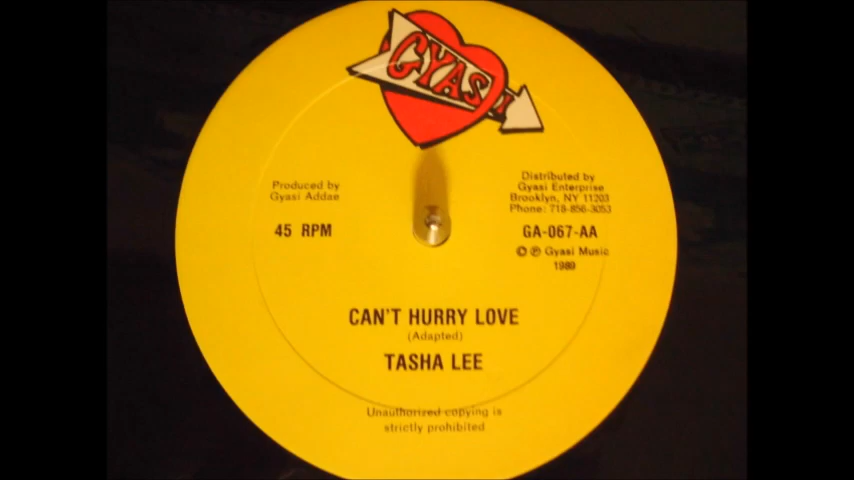 GYASI
Produced by
Gyasi Addae
45 RPM
Distributed by
Gyasi Enterprise
Brooklyn, NY 11203
Phone: 718-856-3053
GA-067-AA
© ℗ Gyasi Music
1989
CAN'T HURRY LOVE
(Adapted)
TASHA LEE
Unauthorized copying is
strictly prohibited